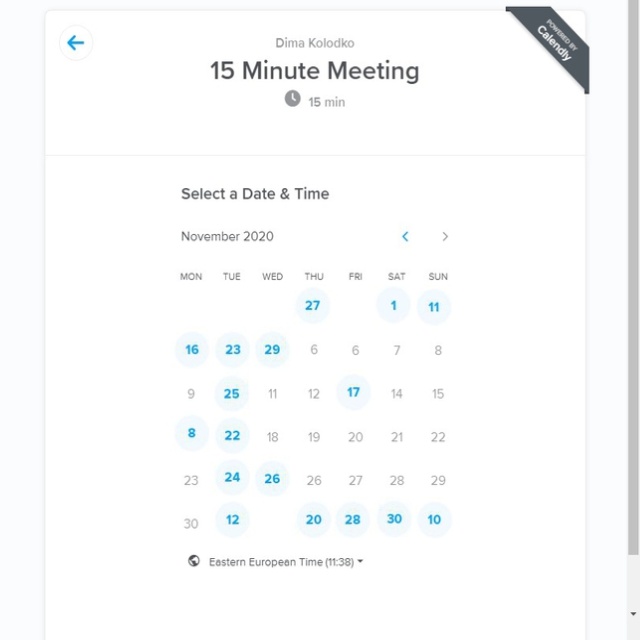 POWERED BY
Calendly
Dima Kolodko
15 Minute Meeting
15 min
Select a Date & Time
November 2020
MON TUE WED THU FRI SAT SUN
27 1 11
16 23 29 6 6 7 8
9 25 11 12 17 14 15
8 22 18 19 20 21 22
23 24 26 26 27 28 29
30 12 20 28 30 10
Eastern European Time (11:38)